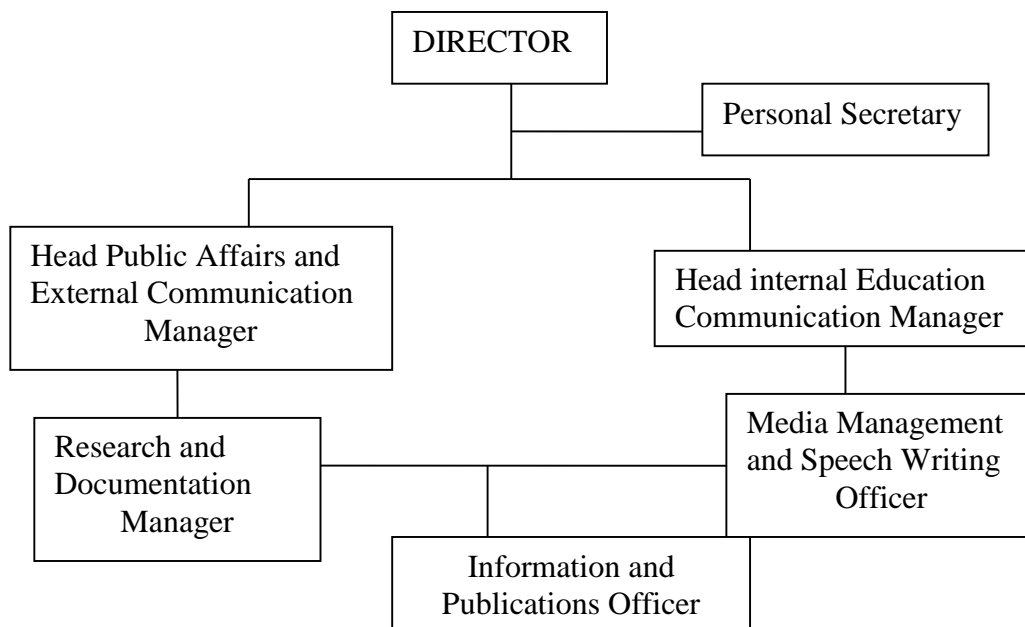 DIRECTOR
Personal Secretary
Head Public Affairs and
External Communication
Manager
Head internal Education
Communication Manager
Research and
Documentation
Manager
Media Management
and Speech Writing
Officer
Information and
Publications Officer